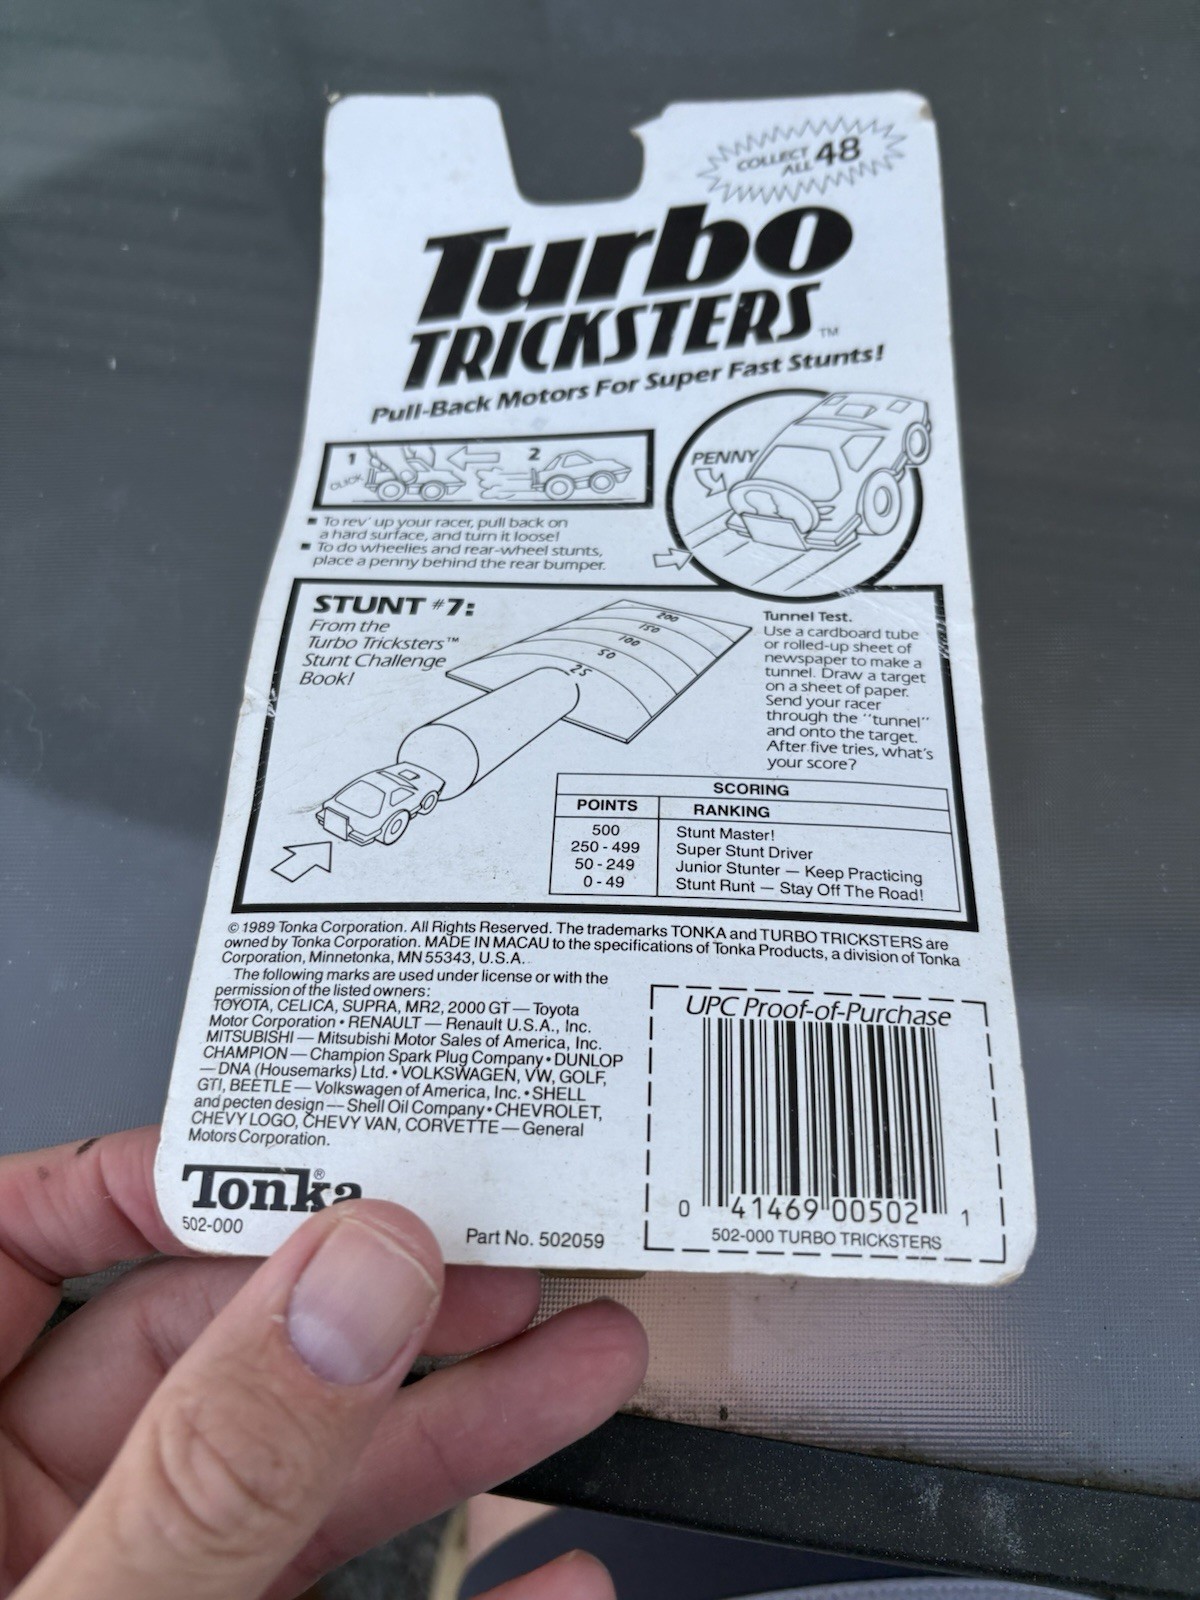 COLLECT
ALL 48
Turbo
TRICKSTERS™
Pull-Back Motors For Super Fast Stunts!
1
CLICK
2
PENNY
▪ To rev' up your racer, pull back on
a hard surface, and turn it loose!
▪ To do wheelies and rear-wheel stunts,
place a penny behind the rear bumper.
STUNT #7:
From the
Turbo Tricksters™
Stunt Challenge
Book!
200
150
100
50
25
Tunnel Test.
Use a cardboard tube
or rolled-up sheet of
newspaper to make a
tunnel. Draw a target
on a sheet of paper.
Send your racer
through the "tunnel"
and onto the target.
After five tries, what's
your score?
SCORING
POINTS RANKING
500 Stunt Master!
250 - 499 Super Stunt Driver
50 - 249 Junior Stunter — Keep Practicing
0 - 49 Stunt Runt — Stay Off The Road!
© 1989 Tonka Corporation. All Rights Reserved. The trademarks TONKA and TURBO TRICKSTERS are
owned by Tonka Corporation. MADE IN MACAU to the specifications of Tonka Products, a division of Tonka
Corporation, Minnetonka, MN 55343, U.S.A.
The following marks are used under license or with the
permission of the listed owners:
TOYOTA, CELICA, SUPRA, MR2, 2000 GT — Toyota
Motor Corporation • RENAULT — Renault U.S.A., Inc.
MITSUBISHI — Mitsubishi Motor Sales of America, Inc.
CHAMPION — Champion Spark Plug Company • DUNLOP
— DNA (Housemarks) Ltd. • VOLKSWAGEN, VW, GOLF,
GTI, BEETLE — Volkswagen of America, Inc. • SHELL
and pecten design — Shell Oil Company • CHEVROLET,
CHEVY LOGO, CHEVY VAN, CORVETTE — General
Motors Corporation.
UPC Proof-of-Purchase
0 41469 00502 1
502-000 TURBO TRICKSTERS
Tonka®
502-000
Part No. 502059